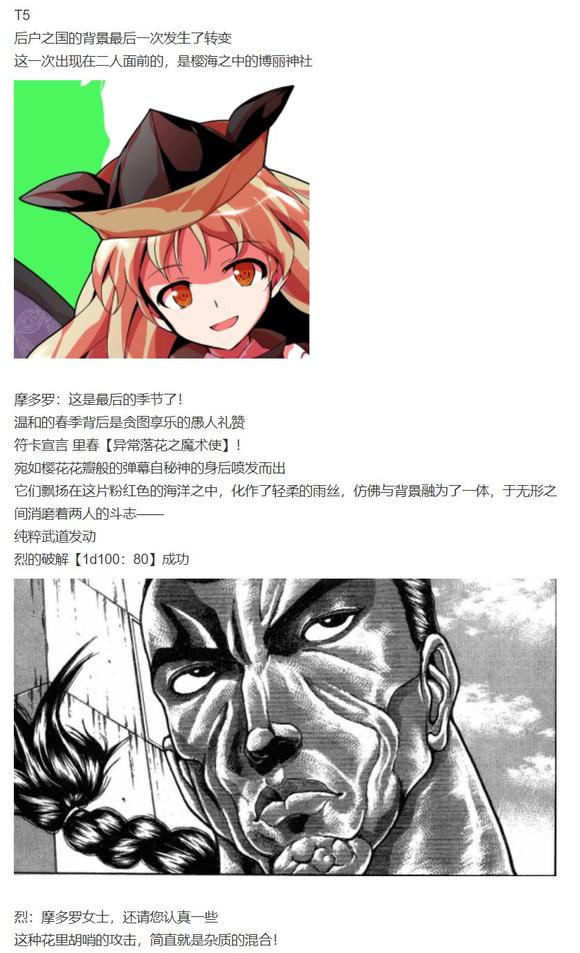 T5
后户之国的背景最后一次发生了转变
这一次出现在二人面前的，是樱海之中的博丽神社
摩多罗：这是最后的季节了！
温和的春季背后是贪图享乐的愚人礼赞
符卡宣言 里春【异常落花之魔术使】！
宛如樱花花瓣般的弹幕自秘神的身后喷发而出
它们飘扬在这片粉红色的海洋之中，化作了轻柔的雨丝，仿佛与背景融为了一体，于无形之
间消磨着两人的斗志——
纯粹武道发动
烈的破解【1d100：80】成功
烈：摩多罗女士，还请您认真一些
这种花里胡哨的攻击，简直就是杂质的混合！